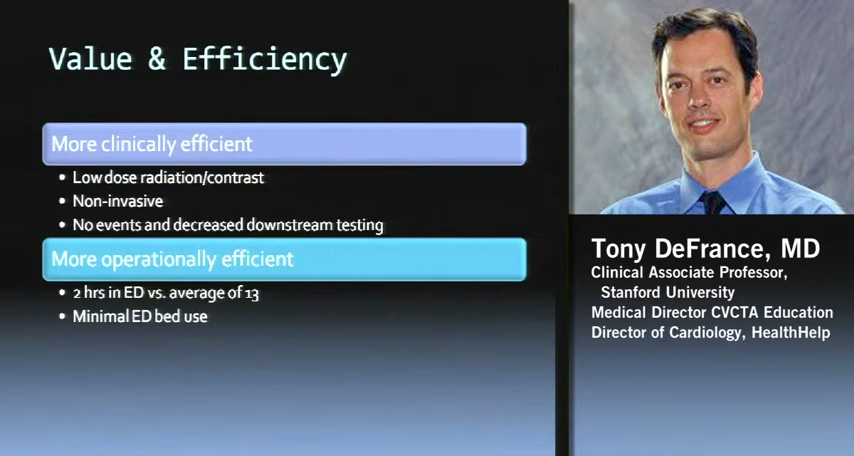 Value & Efficiency
More clinically efficient
• Low dose radiation/contrast
• Non-invasive
• No events and decreased downstream testing
More operationally efficient
• 2 hrs in ED vs. average of 13
• Minimal ED bed use
Tony DeFrance, MD
Clinical Associate Professor,
Stanford University
Medical Director CVCTA Education
Director of Cardiology, HealthHelp